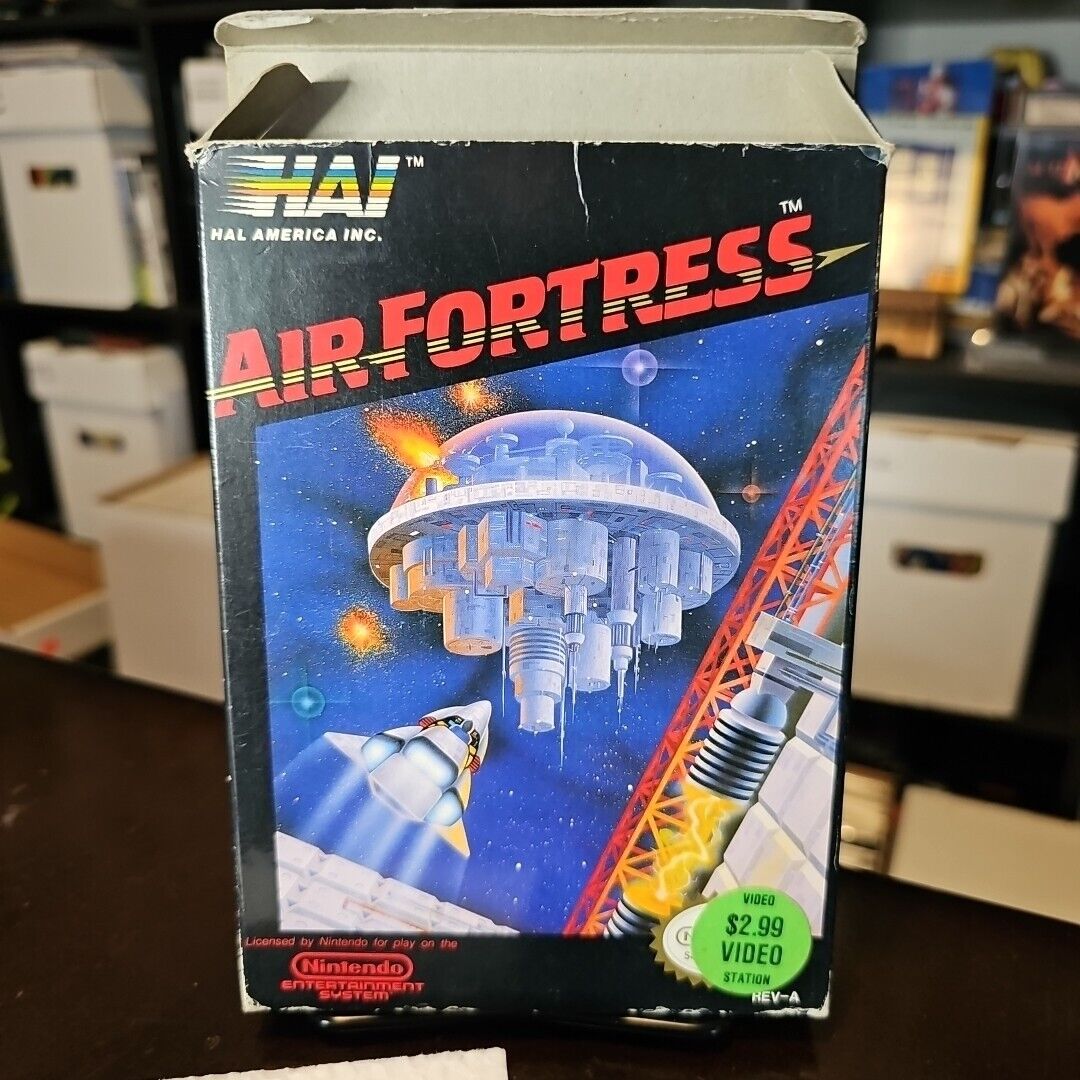 HAL ™
HAL AMERICA INC.
AIR FORTRESS ™
Licensed by Nintendo for play on the
Nintendo
ENTERTAINMENT
SYSTEM™
VIDEO
$2.99
VIDEO
STATION
REV-A